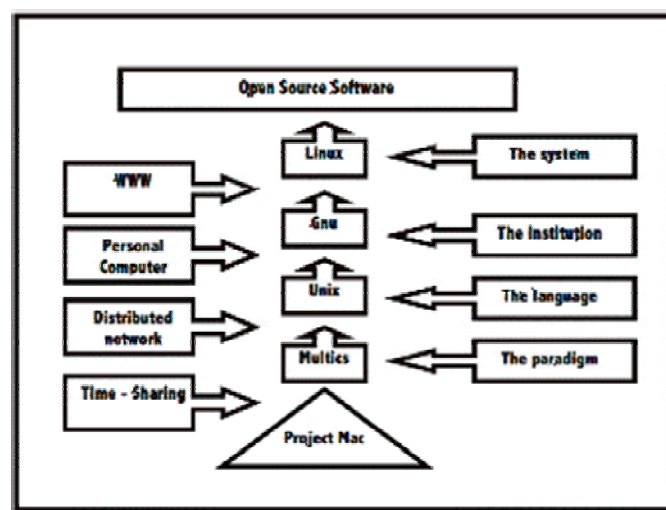 Open Source Software
Linux
The system
WWW
Gnu
The Institution
Personal
Computer
Unix
The language
Distributed
network
Multics
The paradigm
Time - Sharing
Project Mac